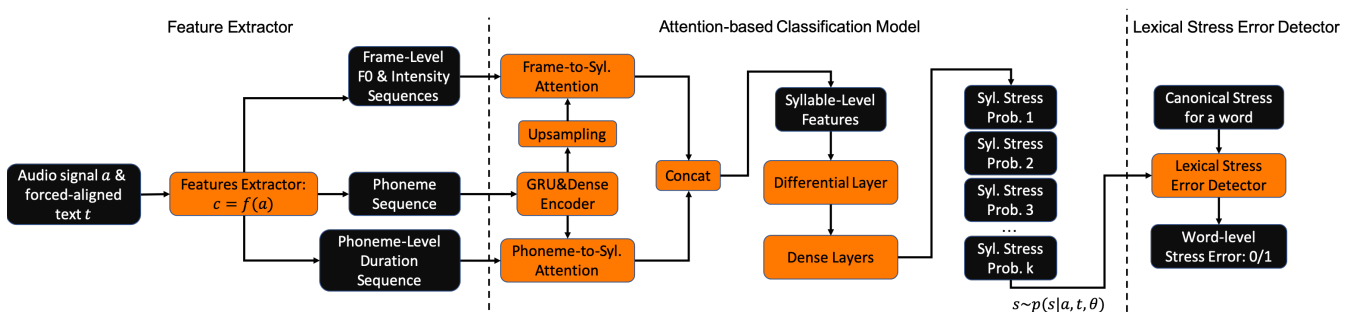 Feature Extractor
Attention-based Classification Model
Lexical Stress Error Detector
Audio signal a &
forced-aligned
text t
Features Extractor:
c = f(a)
Frame-Level
F0 & Intensity
Sequences
Phoneme
Sequence
Phoneme-Level
Duration
Sequence
Frame-to-Syl.
Attention
Upsampling
GRU&Dense
Encoder
Phoneme-to-Syl.
Attention
Concat
Syllable-Level
Features
Differential Layer
Dense Layers
Syl. Stress
Prob. 1
Syl. Stress
Prob. 2
Syl. Stress
Prob. 3
...
Syl. Stress
Prob. k
s~p(s|a, t, θ)
Canonical Stress
for a word
Lexical Stress
Error Detector
Word-level
Stress Error: 0/1